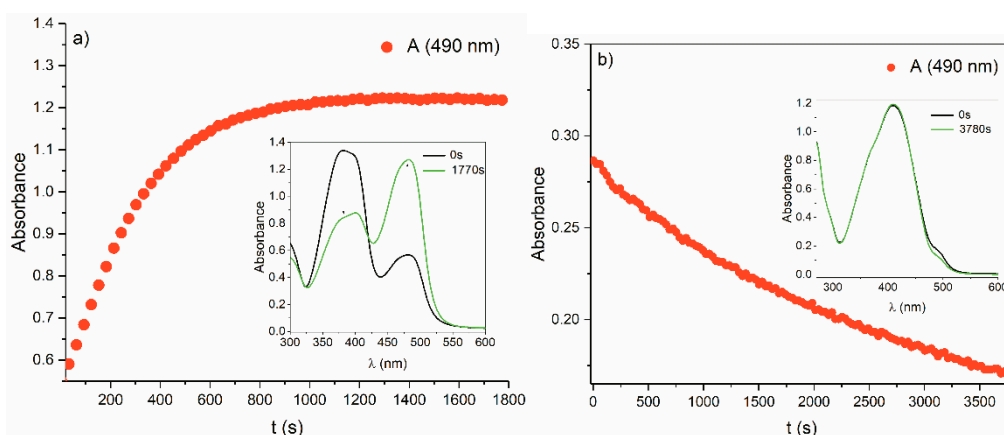 a)
A (490 nm)
1.4
1.3
1.2
1.1
1.0
0.9
0.8
0.7
0.6
Absorbance
200 400 600 800 1000 1200 1400 1600 1800
t (s)
0s
1770s
1.4
1.2
1.0
0.8
0.6
0.4
0.2
0.0
Absorbance
300 350 400 450 500 550 600
λ (nm)
b)
A (490 nm)
0.35
0.30
0.25
0.20
Absorbance
0 500 1000 1500 2000 2500 3000 3500
t (s)
0s
3780s
1.2
1.0
0.8
0.6
0.4
0.2
0.0
Absorbance
300 400 500 600
λ (nm)